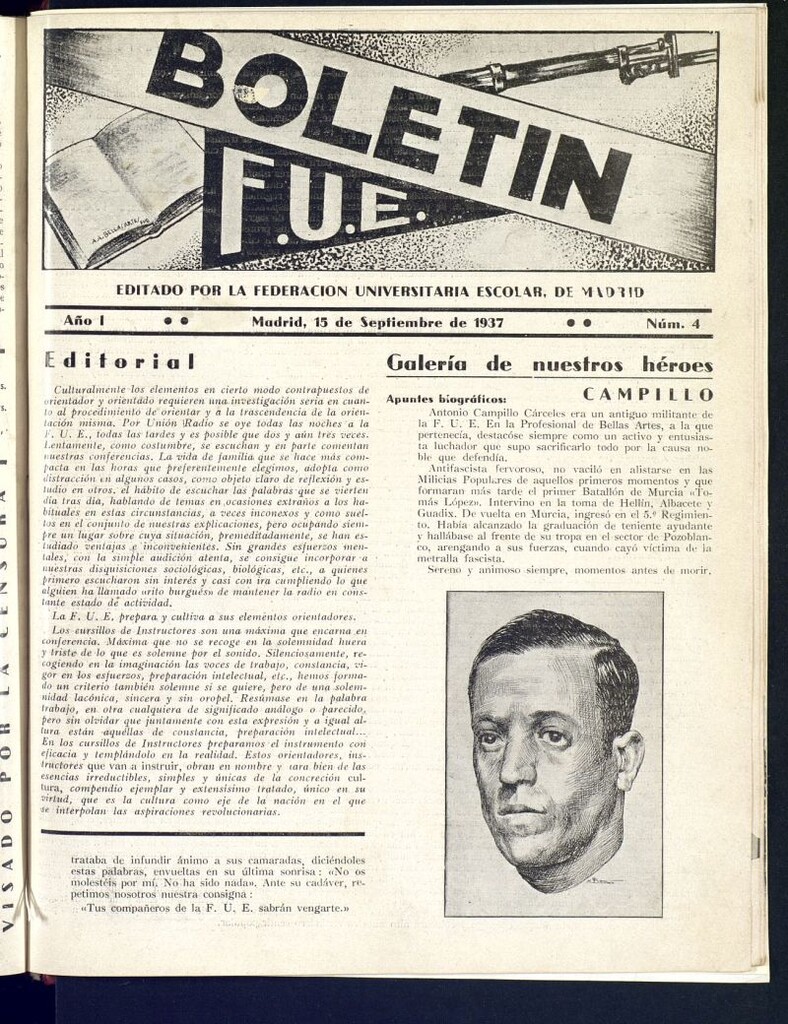 BOLETIN
F.U.E.
EDITADO POR LA FEDERACION UNIVERSITARIA ESCOLAR, DE MADRID
Año I Madrid, 15 de Septiembre de 1937 Núm. 4
Editorial
Culturalmente los elementos en cierto modo contrapuestos de
orientador y orientado requieren una investigación seria en cuan-
to al procedimiento de orientar y a la trascendencia de la orien-
tación misma. Por Unión Radio se oye todas las noches a la
F. U. E., todas las tardes y es posible que dos y aún tres veces.
Lentamente, como costumbre, se escuchan y en parte comentan
nuestras conferencias. La vida de familia que se hace más com-
pacta en las horas que preferentemente elegimos, adopta como
distracción en algunos casos, como objeto claro de reflexión y es-
tudio en otros, el hábito de escuchar las palabras que se vierten
día tras día, hablando de temas en ocasiones extraños a los ha-
bituales en estas circunstancias, a veces inconexos y como suel-
tos en el conjunto de nuestras explicaciones, pero ocupando siem-
pre un lugar sobre cuya situación, premeditadamente, se han es-
tudiado ventajas e inconvenientes. Sin grandes esfuerzos men-
tales, con la simple audición atenta, se consigue incorporar a
nuestras disquisiciones sociológicas, biológicas, etc., a quienes
primero escucharon sin interés y casi con ira cumpliendo lo que
alguien ha llamado «rito burgués» de mantener la radio en cons-
tante estado de actividad.
La F. U. E. prepara y cultiva a sus elementos orientadores.
Los cursillos de Instructores son una máxima que encarna en
conferencia. Máxima que no se recoge en la solemnidad huera
y triste de lo que es solemne por el sonido. Silenciosamente, re-
cogiendo en la imaginación las voces de trabajo, constancia, vi-
gor en los esfuerzos, preparación intelectual, etc., hemos forma-
do un criterio también solemne si se quiere, pero de una solem-
nidad lacónica, sincera y sin oropel. Resúmase en la palabra
trabajo, en otra cualquiera de significado análogo o parecido,
pero sin olvidar que juntamente con esta expresión y a igual al-
tura están aquéllas de constancia, preparación intelectual...
En los cursillos de Instructores preparamos el instrumento con
eficacia y templándolo en la realidad. Estos orientadores, ins-
tructores que van a instruir, obran en nombre y cara bien de las
esencias irreductibles, simples y únicas de la concreción cul-
tura, compendio ejemplar y extensísimo tratado, único en su
virtud, que es la cultura como eje de la nación en el que
se interpolan las aspiraciones revolucionarias.
Galería de nuestros héroes
Apuntes biográficos: CAMPILLO
Antonio Campillo Cárceles era un antiguo militante de
la F. U. E. En la Profesional de Bellas Artes, a la que
pertenecía, destacóse siempre como un activo y entusias-
ta luchador que supo sacrificarlo todo por la causa no-
ble que defendía.
Antifascista fervoroso, no vaciló en alistarse en las
Milicias Populares de aquellos primeros momentos y que
formarán más tarde el primer Batallón de Murcia «To-
más López». Intervino en la toma de Hellín, Albacete y
Guadix. De vuelta en Murcia, ingresó en el 5.º Regimien-
to. Había alcanzado la graduación de teniente ayudante
y hallábase al frente de su tropa en el sector de Pozoblan-
co, arengando a sus fuerzas, cuando cayó víctima de la
metralla fascista.
Sereno y animoso siempre, momentos antes de morir,
trataba de infundir ánimo a sus camaradas, diciéndoles
estas palabras, envueltas en su última sonrisa: «No os
molestéis por mí. No ha sido nada». Ante su cadáver, re-
petimos nosotros nuestra consigna:
«Tus compañeros de la F. U. E. sabrán vengarte.»
VISADO POR LA CENSURA